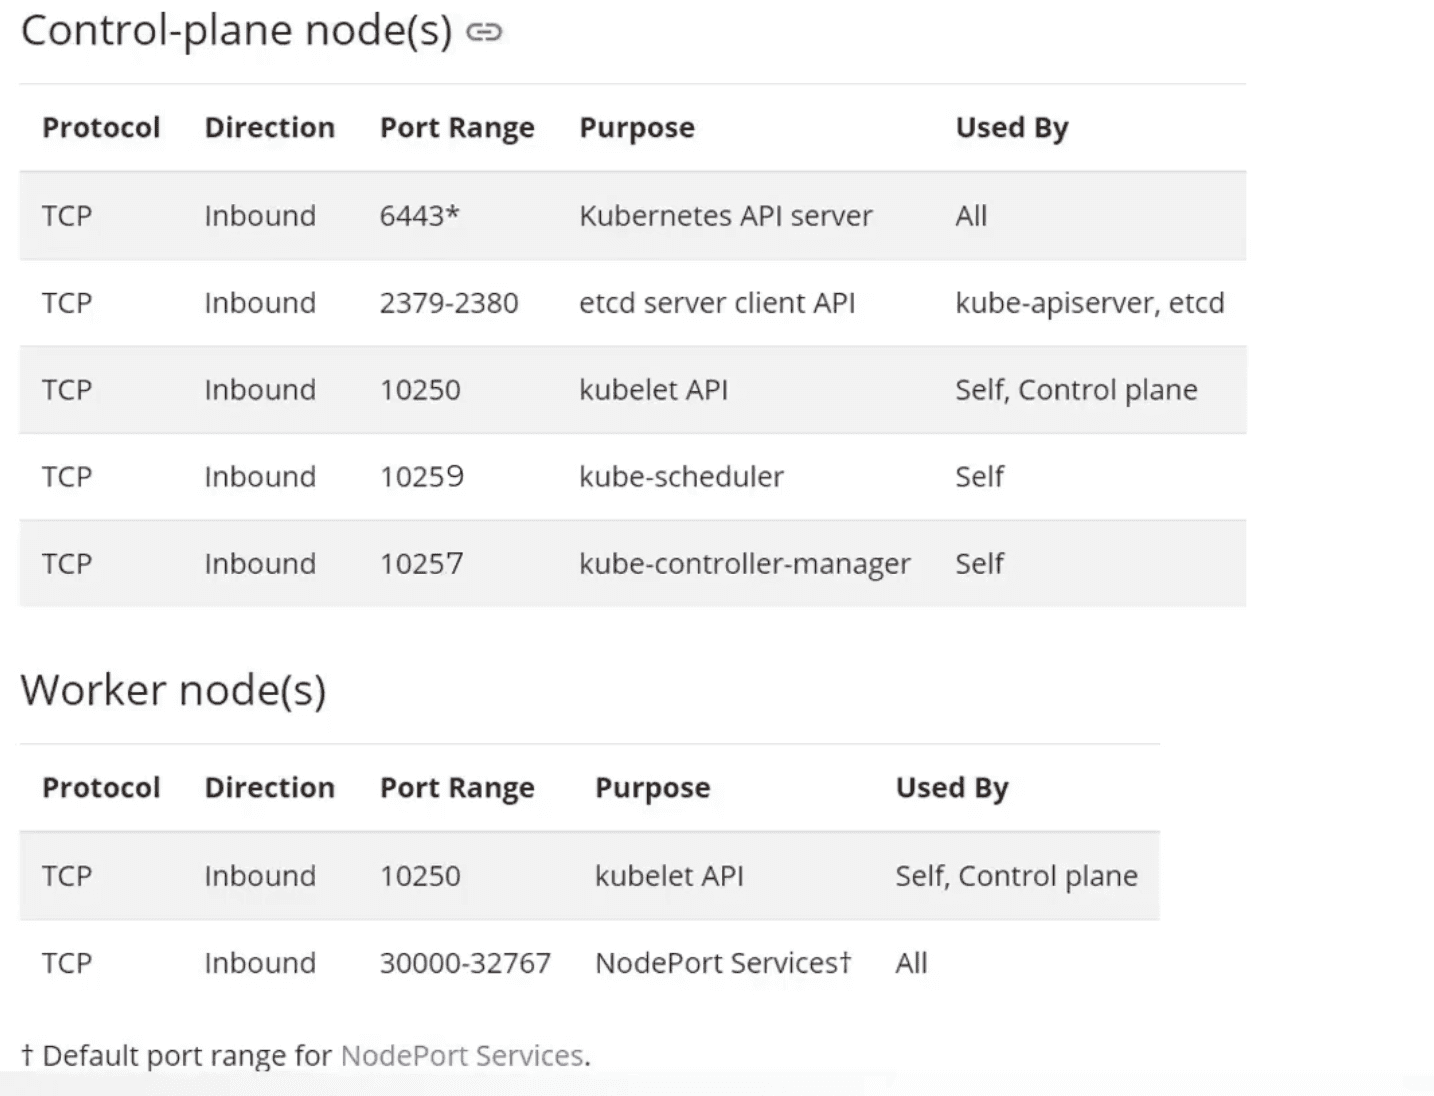 Control-plane node(s)
Protocol Direction Port Range Purpose Used By
TCP Inbound 6443* Kubernetes API server All
TCP Inbound 2379-2380 etcd server client API kube-apiserver, etcd
TCP Inbound 10250 kubelet API Self, Control plane
TCP Inbound 10259 kube-scheduler Self
TCP Inbound 10257 kube-controller-manager Self
Worker node(s)
Protocol Direction Port Range Purpose Used By
TCP Inbound 10250 kubelet API Self, Control plane
TCP Inbound 30000-32767 NodePort Services† All
† Default port range for NodePort Services.